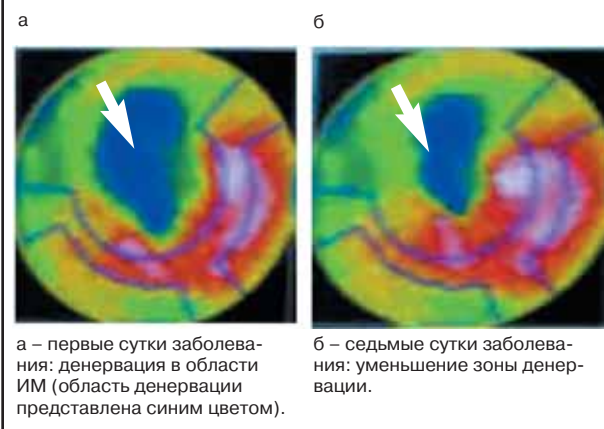 а
б
а – первые сутки заболева-
ния: денервация в области
ИМ (область денервации
представлена синим цветом).
б – седьмые сутки заболева-
ния: уменьшение зоны денер-
вации.